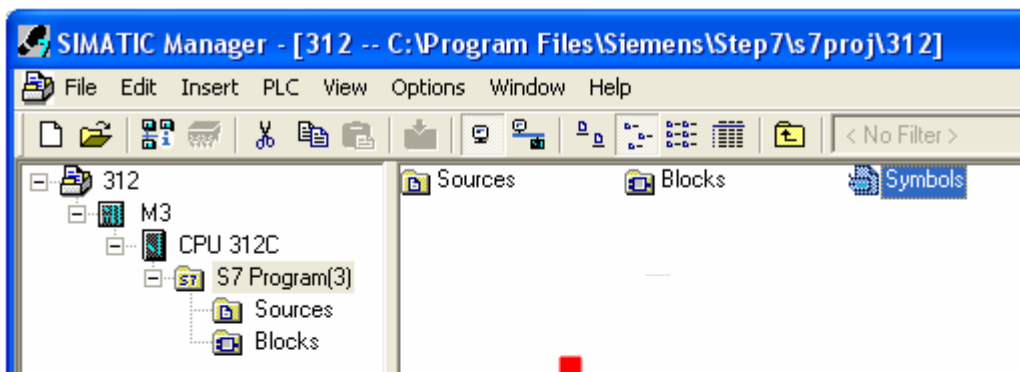 SIMATIC Manager - [312 -- C:\Program Files\Siemens\Step7\s7proj\312]
File Edit Insert PLC View Options Window Help
< No Filter >
312
M3
CPU 312C
S7 Program(3)
Sources
Blocks
Sources Blocks Symbols